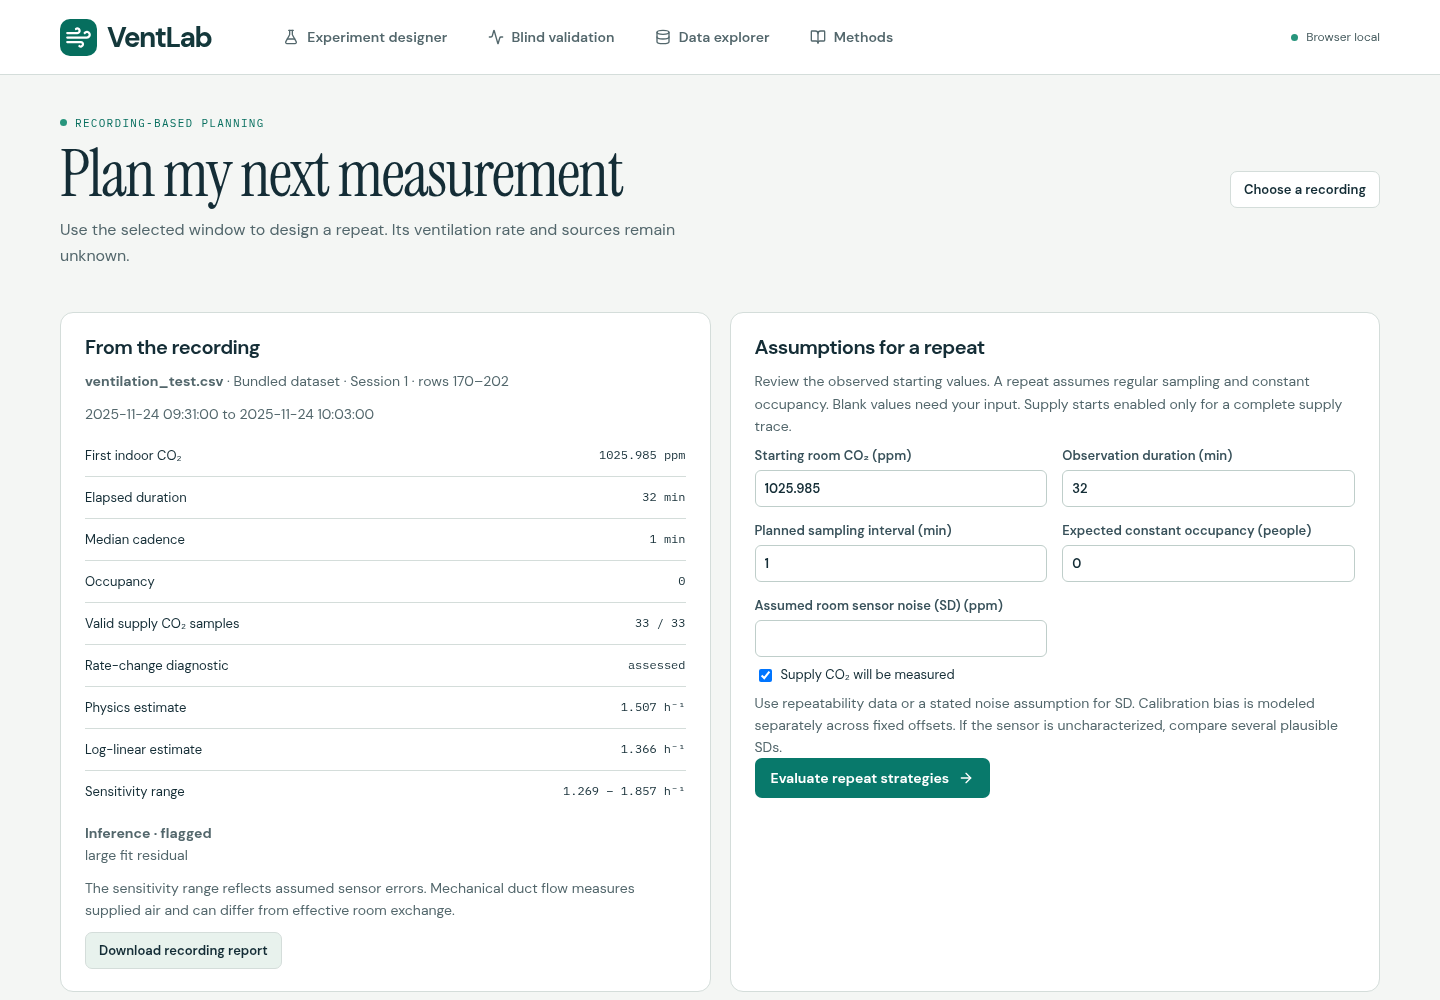 VentLab
Experiment designer
Blind validation
Data explorer
Methods
Browser local
RECORDING-BASED PLANNING
Plan my next measurement
Choose a recording
Use the selected window to design a repeat. Its ventilation rate and sources remain
unknown.
From the recording
ventilation_test.csv · Bundled dataset · Session 1 · rows 170–202
2025-11-24 09:31:00 to 2025-11-24 10:03:00
First indoor CO₂ 1025.985 ppm
Elapsed duration 32 min
Median cadence 1 min
Occupancy 0
Valid supply CO₂ samples 33 / 33
Rate-change diagnostic assessed
Physics estimate 1.507 h⁻¹
Log-linear estimate 1.366 h⁻¹
Sensitivity range 1.269 – 1.857 h⁻¹
Inference · flagged
large fit residual
The sensitivity range reflects assumed sensor errors. Mechanical duct flow measures
supplied air and can differ from effective room exchange.
Download recording report
Assumptions for a repeat
Review the observed starting values. A repeat assumes regular sampling and constant
occupancy. Blank values need your input. Supply starts enabled only for a complete supply
trace.
Starting room CO₂ (ppm)
1025.985
Observation duration (min)
32
Planned sampling interval (min)
1
Expected constant occupancy (people)
0
Assumed room sensor noise (SD) (ppm)
Supply CO₂ will be measured
Use repeatability data or a stated noise assumption for SD. Calibration bias is modeled
separately across fixed offsets. If the sensor is uncharacterized, compare several plausible
SDs.
Evaluate repeat strategies